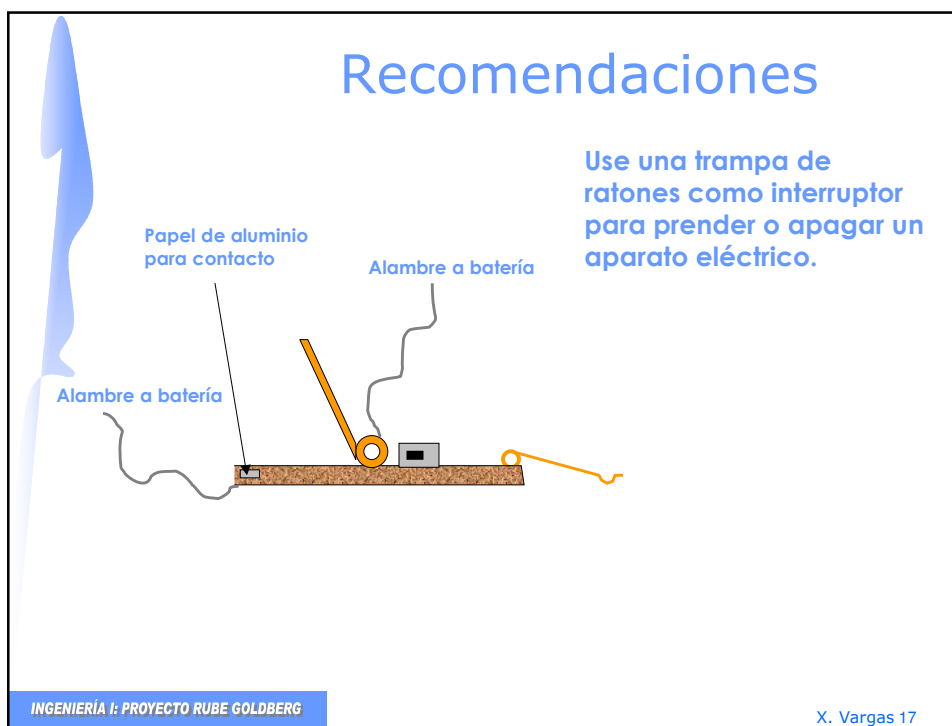 Recomendaciones
Use una trampa de
ratones como interruptor
para prender o apagar un
aparato eléctrico.
Papel de aluminio
para contacto
Alambre a batería
Alambre a batería
INGENIERÍA I: PROYECTO RUBE GOLDBERG
X. Vargas 17